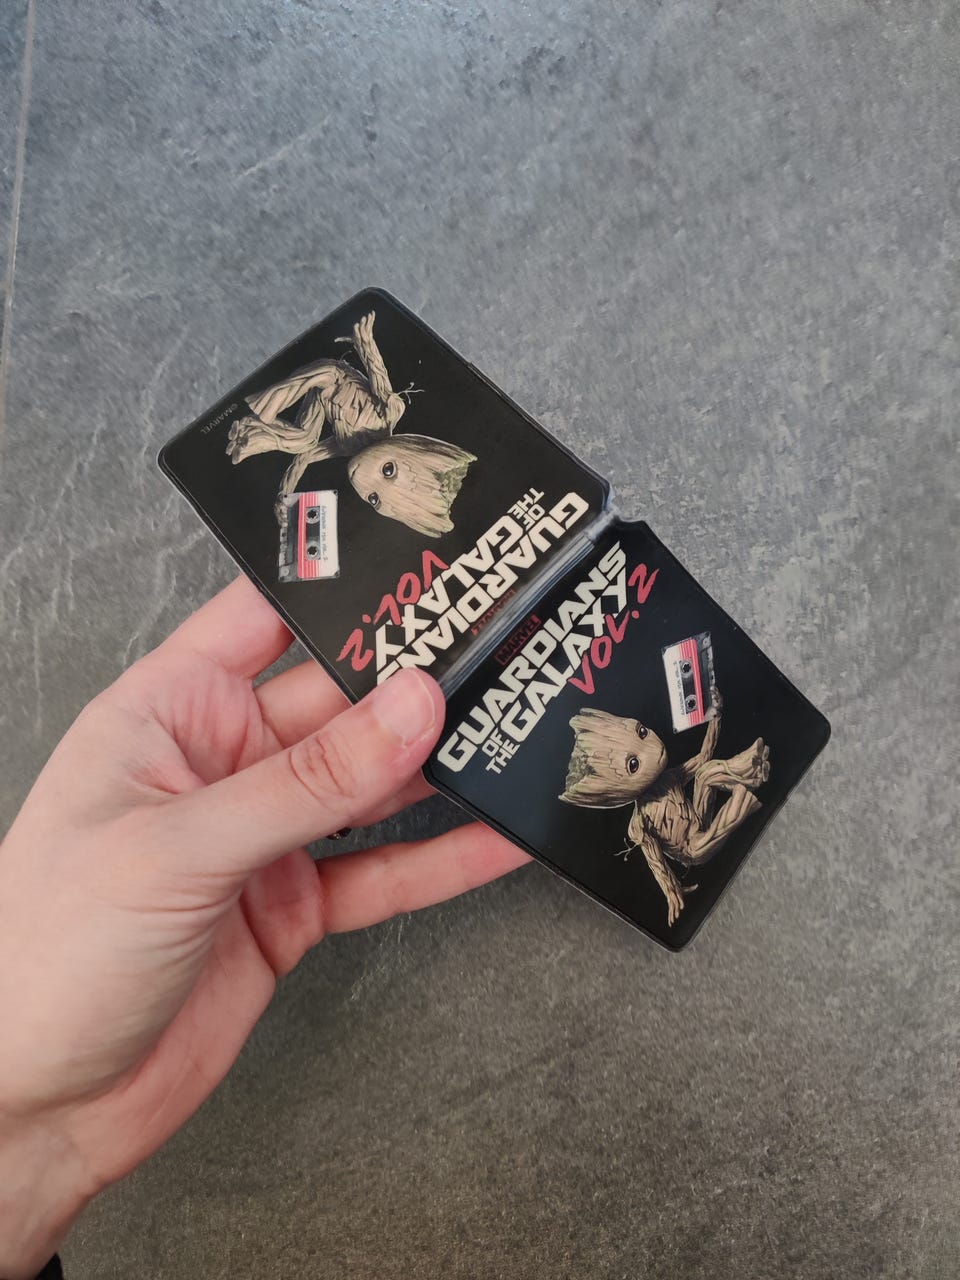 ©MARVEL
GUARDIANS
OF
THE GALAXY
VOL. 2
MARVEL
GUARDIANS
OF
THE GALAXY
VOL. 2